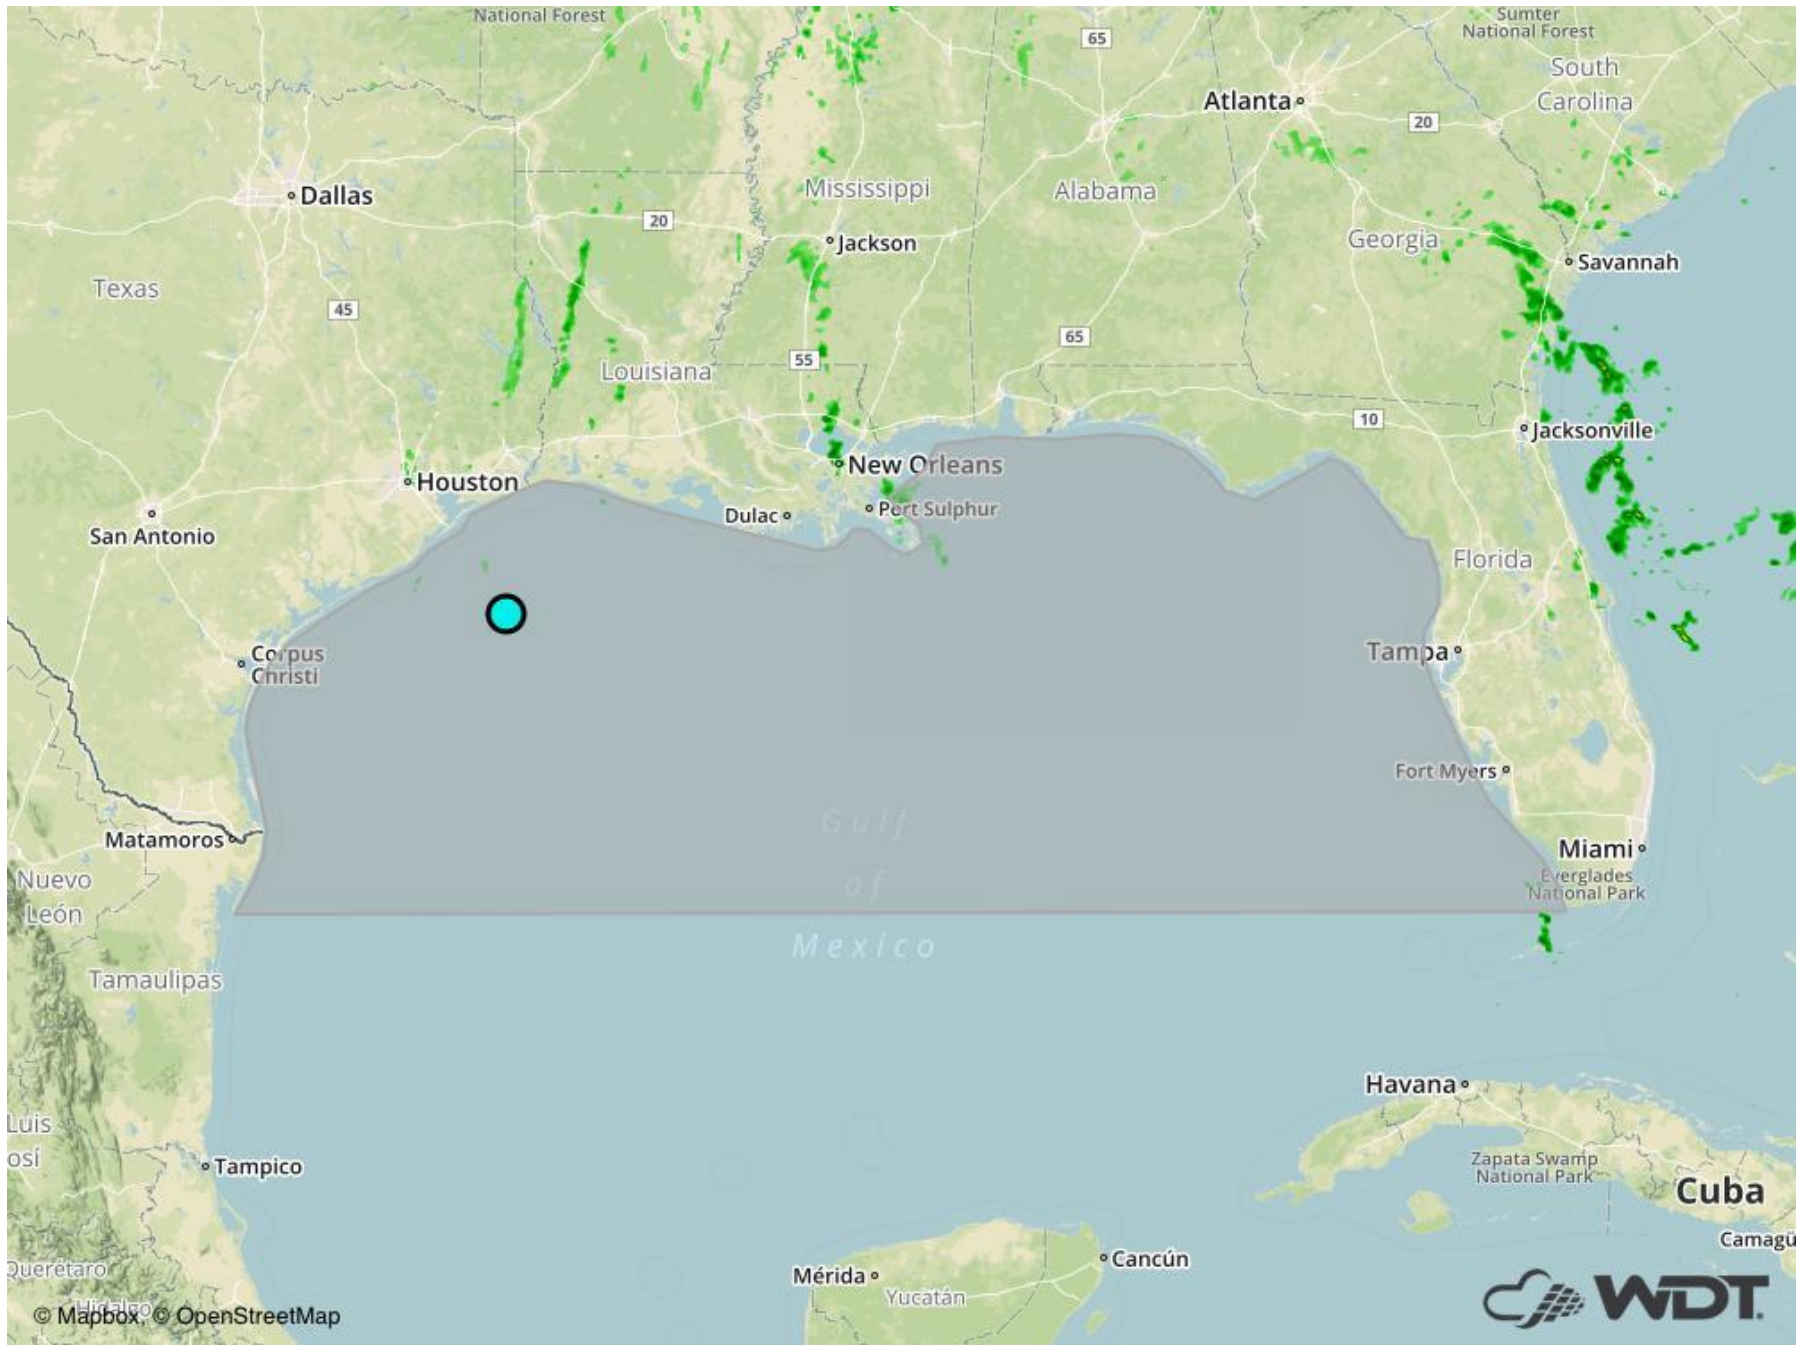 National Forest
65
Sumter
National Forest
South
Carolina
Atlanta
20
Dallas
Mississippi
Alabama
20
Jackson
Georgia
Savannah
Texas
45
65
55
Louisiana
10
Jacksonville
New Orleans
Houston
Port Sulphur
Dulac
San Antonio
Florida
Corpus
Christi
Tampa
Fort Myers
Gulf
of
Mexico
Matamoros
Miami
Everglades
National Park
Nuevo
León
Tamaulipas
Havana
Luis
osí
Zapata Swamp
National Park
Tampico
Cuba
Camagü
Cancún
Mérida
Yucatán
Querétaro
Hidalgo
© Mapbox, © OpenStreetMap
WDT.